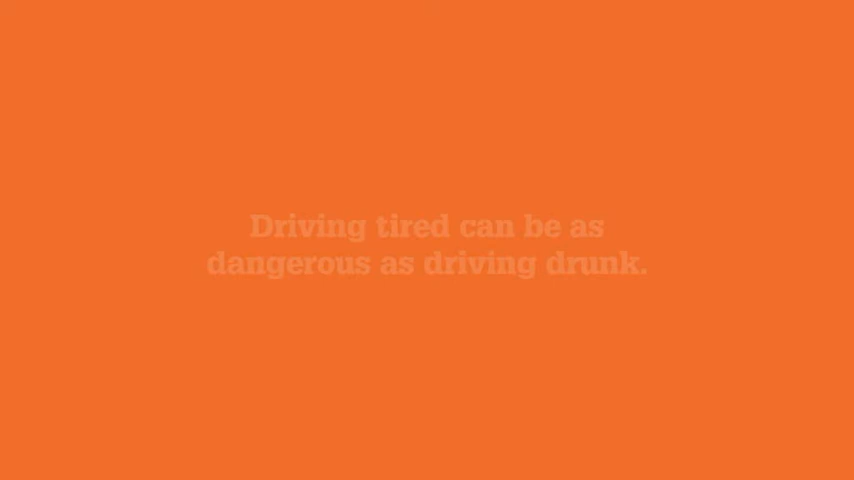 Driving tired can be as
dangerous as driving drunk.